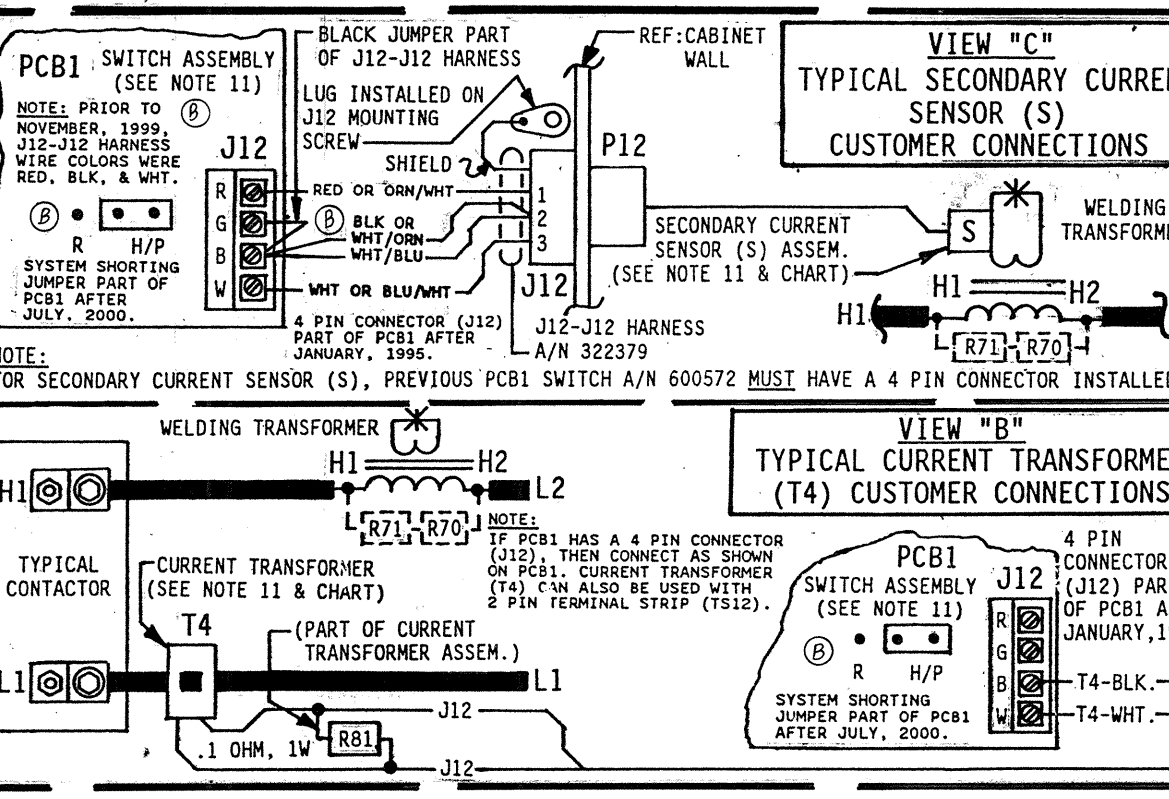 PCB1 SWITCH ASSEMBLY
(SEE NOTE 11)
NOTE: PRIOR TO
NOVEMBER, 1999,
J12-J12 HARNESS
WIRE COLORS WERE
RED, BLK, & WHT.
B
J12
R
G
B
W
B
R H/P
SYSTEM SHORTING
JUMPER PART OF
PCB1 AFTER
JULY, 2000.
BLACK JUMPER PART
OF J12-J12 HARNESS
LUG INSTALLED ON
J12 MOUNTING
SCREW
SHIELD
RED OR ORN/WHT
B
BLK OR
WHT/ORN
WHT/BLU
WHT OR BLU/WHT
1
2
3
J12
4 PIN CONNECTOR (J12)
PART OF PCB1 AFTER
JANUARY, 1995.
J12-J12 HARNESS
A/N 322379
REF:CABINET
WALL
P12
SECONDARY CURRENT
SENSOR (S) ASSEM.
(SEE NOTE 11 & CHART)
VIEW "C"
TYPICAL SECONDARY CURRE
SENSOR (S)
CUSTOMER CONNECTIONS
S
WELDING
TRANSFORME
H1 H2
H1
R71 R70
NOTE:
FOR SECONDARY CURRENT SENSOR (S), PREVIOUS PCB1 SWITCH A/N 600572 MUST HAVE A 4 PIN CONNECTOR INSTALLE
WELDING TRANSFORMER
H1 H2
H1
L2
R71 R70
NOTE:
IF PCB1 HAS A 4 PIN CONNECTOR
(J12), THEN CONNECT AS SHOWN
ON PCB1. CURRENT TRANSFORMER
(T4) CAN ALSO BE USED WITH
2 PIN TERMINAL STRIP (TS12).
TYPICAL
CONTACTOR
CURRENT TRANSFORMER
(SEE NOTE 11 & CHART)
T4
(PART OF CURRENT
TRANSFORMER ASSEM.)
L1
L1
J12
.1 OHM, 1W
R81
J12
VIEW "B"
TYPICAL CURRENT TRANSFORME
(T4) CUSTOMER CONNECTIONS
PCB1
SWITCH ASSEMBLY
(SEE NOTE 11)
B
R H/P
SYSTEM SHORTING
JUMPER PART OF PCB1
AFTER JULY, 2000.
J12
R
G
B
W
4 PIN
CONNECTOR
(J12) PAR
OF PCB1 A
JANUARY,1
T4-BLK.
T4-WHT.